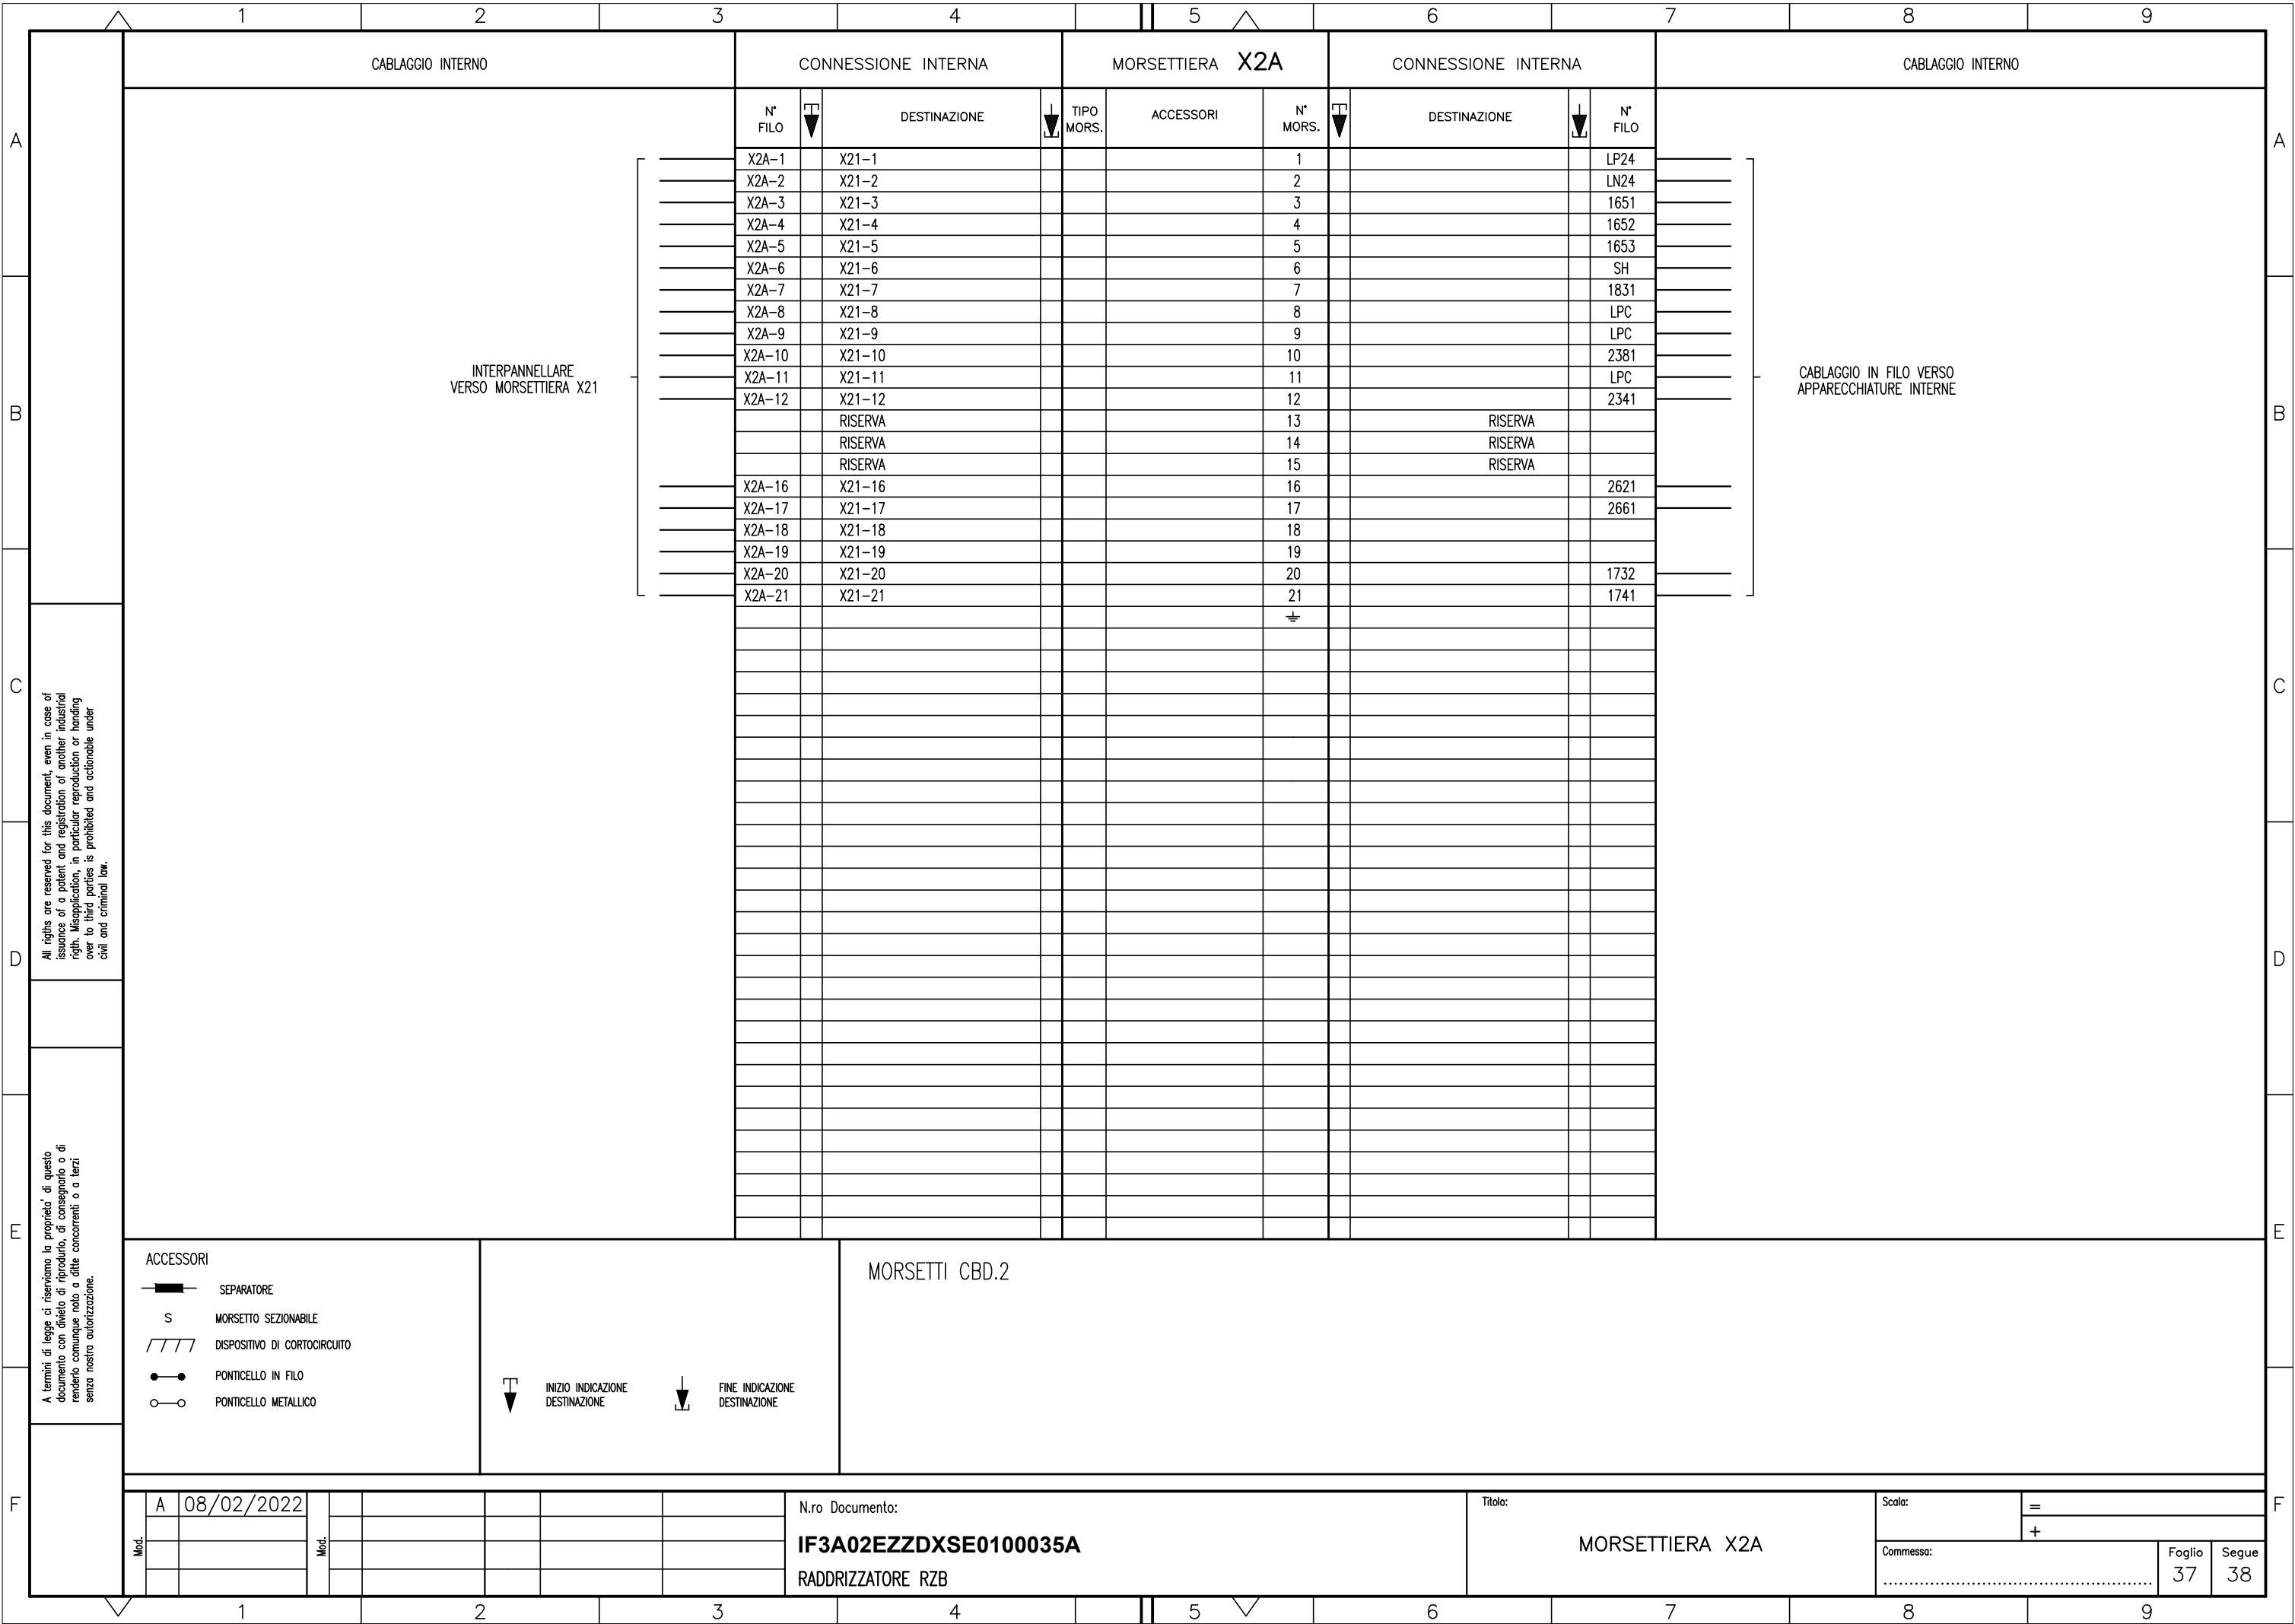 1 2 3 4 5 6 7 8 9
CABLAGGIO INTERNO CONNESSIONE INTERNA MORSETTIERA X2A CONNESSIONE INTERNA CABLAGGIO INTERNO
N° FILO DESTINAZIONE TIPO MORS. ACCESSORI N° MORS. DESTINAZIONE N° FILO
A A
X2A-1 X21-1 1 LP24
X2A-2 X21-2 2 LN24
X2A-3 X21-3 3 1651
X2A-4 X21-4 4 1652
X2A-5 X21-5 5 1653
X2A-6 X21-6 6 SH
X2A-7 X21-7 7 1831
X2A-8 X21-8 8 LPC
X2A-9 X21-9 9 LPC
X2A-10 X21-10 10 2381
X2A-11 X21-11 11 LPC
X2A-12 X21-12 12 2341
RISERVA 13 RISERVA
RISERVA 14 RISERVA
RISERVA 15 RISERVA
X2A-16 X21-16 16 2621
X2A-17 X21-17 17 2661
X2A-18 X21-18 18
X2A-19 X21-19 19
X2A-20 X21-20 20 1732
X2A-21 X21-21 21 1741
INTERPANNELLARE
VERSO MORSETTIERA X21
CABLAGGIO IN FILO VERSO
APPARECCHIATURE INTERNE
B B
C C
D D
E E
F F
All rigths are reserved for this document, even in case of
issuance of a patent and registration of another industrial
rigth. Misapplication, in particular reproduction or handing
over to third parties is prohibited and actionable under
civil and criminal law.
A termini di legge ci riserviamo la proprieta' di questo
documento con divieto di riprodurlo, di consegnarlo o di
renderlo comunque noto a ditte concorrenti o a terzi
senza nostra autorizzazione.
ACCESSORI
SEPARATORE
S MORSETTO SEZIONABILE
DISPOSITIVO DI CORTOCIRCUITO
PONTICELLO IN FILO
PONTICELLO METALLICO
INIZIO INDICAZIONE
DESTINAZIONE
FINE INDICAZIONE
DESTINAZIONE
MORSETTI CBD.2
Mod. A 08/02/2022 Mod.
N.ro Documento:
IF3A02EZZDXSE0100035A
RADDRIZZATORE RZB
Titolo:
MORSETTIERA X2A
Scala: =
+
Commessa: ....................................................
Foglio 37
Segue 38
1 2 3 4 5 6 7 8 9